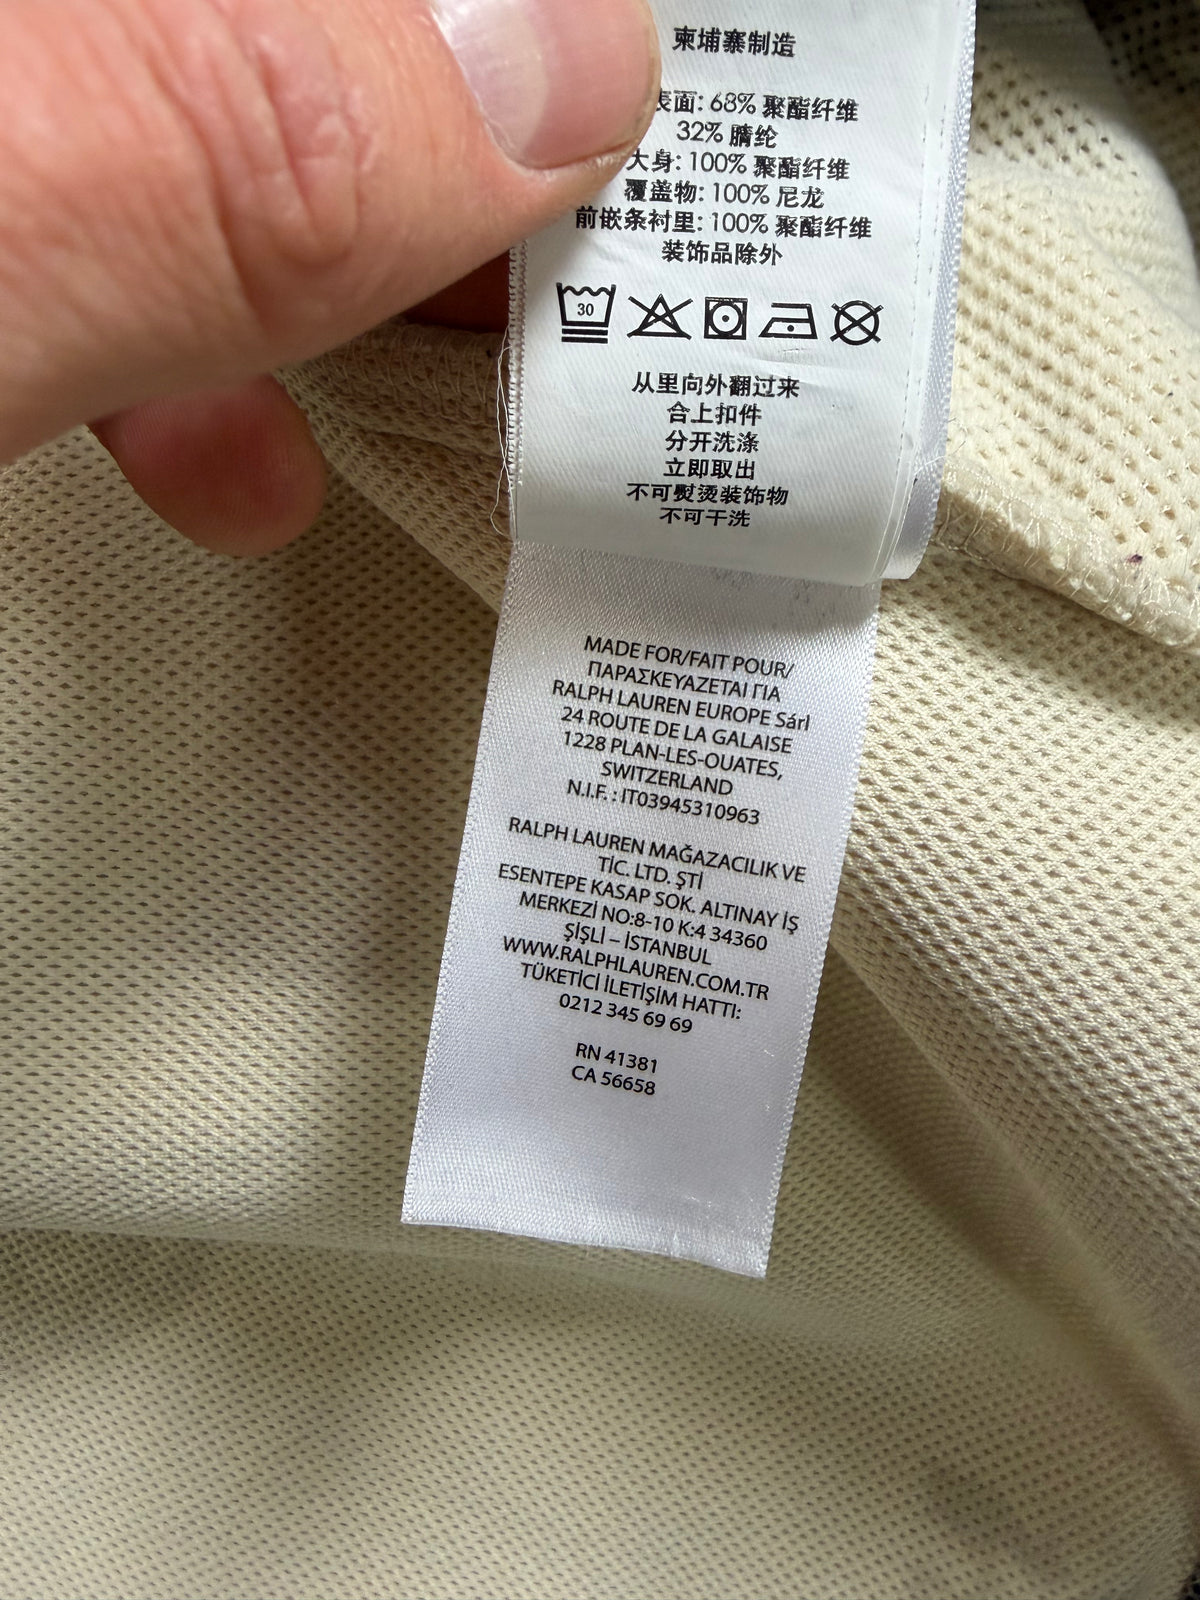 柬埔寨制造
表面: 68% 聚酯纤维
32% 腈纶
大身: 100% 聚酯纤维
覆盖物: 100% 尼龙
前嵌条衬里: 100% 聚酯纤维
装饰品除外
30
从里向外翻过来
合上扣件
分开洗涤
立即取出
不可熨烫装饰物
不可干洗
MADE FOR/FAIT POUR/
ΠΑΡΑΣΚΕΥΑΖΕΤΑΙ ΓΙΑ
RALPH LAUREN EUROPE Sárl
24 ROUTE DE LA GALAISE
1228 PLAN-LES-OUATES,
SWITZERLAND
N.I.F. : IT03945310963
RALPH LAUREN MAĞAZACILIK VE
TİC. LTD. ŞTİ
ESENTEPE KASAP SOK. ALTINAY İŞ
MERKEZİ NO:8-10 K:4 34360
ŞİŞLİ – İSTANBUL
WWW.RALPHLAUREN.COM.TR
TÜKETİCİ İLETİŞİM HATTI:
0212 345 69 69
RN 41381
CA 56658